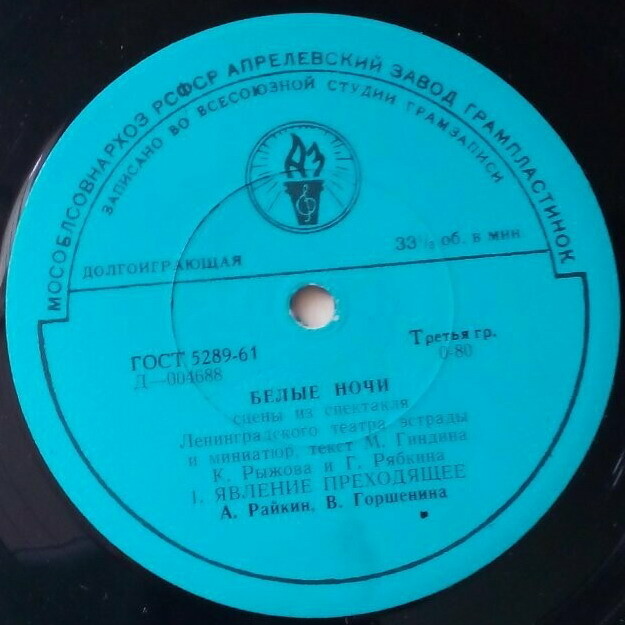 МОСОБЛСОВНАРХОЗ РСФСР АПРЕЛЕВСКИЙ ЗАВОД ГРАМПЛАСТИНОК
ЗАПИСАНО ВО ВСЕСОЮЗНОЙ СТУДИИ ГРАМЗАПИСИ
АЗ
ДОЛГОИГРАЮЩАЯ
33⅓ об. в мин
ГОСТ 5289-61
Третья гр.
Д—004688
0-80
БЕЛЫЕ НОЧИ
сцены из спектакля
Ленинградского театра эстрады
и миниатюр, текст М. Гиндина
К. Рыжова и Г. Рябкина
1. ЯВЛЕНИЕ ПРЕХОДЯЩЕЕ
А. Райкин, В. Горшенина